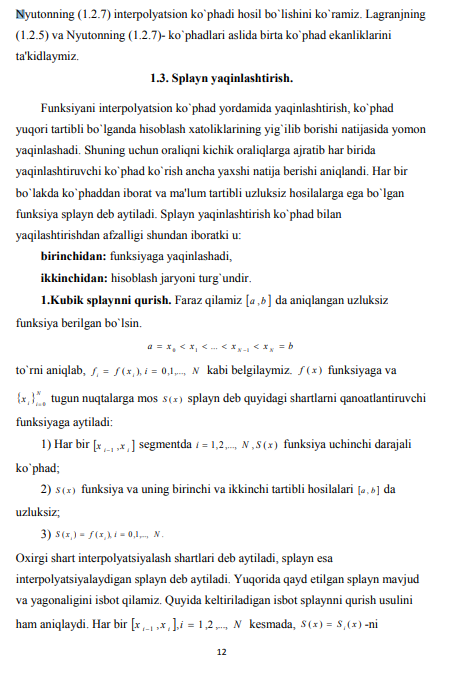 Nyutonning (1.2.7) interpolyatsion ko`phadi hosil bo`lishini ko`ramiz. Lagranjning
(1.2.5) va Nyutonning (1.2.7)- ko`phadlari aslida birta ko`phad ekanliklarini
ta'kidlaymiz.
1.3. Splayn yaqinlashtirish.
Funksiyani interpolyatsion ko`phad yordamida yaqinlashtirish, ko`phad
yuqori tartibli bo`lganda hisoblash xatoliklarining yig`ilib borishi natijasida yomon
yaqinlashadi. Shuning uchun oraliqni kichik oraliqlarga ajratib har birida
yaqinlashtiruvchi ko`phad ko`rish ancha yaxshi natija berishi aniqlandi. Har bir
bo`lakda ko`phaddan iborat va ma'lum tartibli uzluksiz hosilalarga ega bo`lgan
funksiya splayn deb aytiladi. Splayn yaqinlashtirish ko`phad bilan
yaqilashtirishdan afzalligi shundan iboratki u:
birinchidan: funksiyaga yaqinlashadi,
ikkinchidan: hisoblash jaryoni turg`undir.
1.Kubik splaynni qurish. Faraz qilamiz [a,b] da aniqlangan uzluksiz
funksiya berilgan bo`lsin.
a = x₀ < x₁ < ... < x_{N−1} < x_N = b
to`rni aniqlab, f_i = f(x_i), i = 0,1,..., N kabi belgilaymiz. f(x) funksiyaga va
{x_i}_{i=0}^N tugun nuqtalarga mos S(x) splayn deb quyidagi shartlarni qanoatlantiruvchi
funksiyaga aytiladi:
1) Har bir [x_{i−1}, x_i] segmentda i = 1,2,..., N, S(x) funksiya uchinchi darajali
ko`phad;
2) S(x) funksiya va uning birinchi va ikkinchi tartibli hosilalari [a,b] da
uzluksiz;
3) S(x_i) = f(x_i), i = 0,1,..., N.
Oxirgi shart interpolyatsiyalash shartlari deb aytiladi, splayn esa
interpolyatsiyalaydigan splayn deb aytiladi. Yuqorida qayd etilgan splayn mavjud
va yagonaligini isbot qilamiz. Quyida keltiriladigan isbot splaynni qurish usulini
ham aniqlaydi. Har bir [x_{i−1}, x_i], i = 1,2,..., N kesmada, S(x) = S_i(x) -ni
12